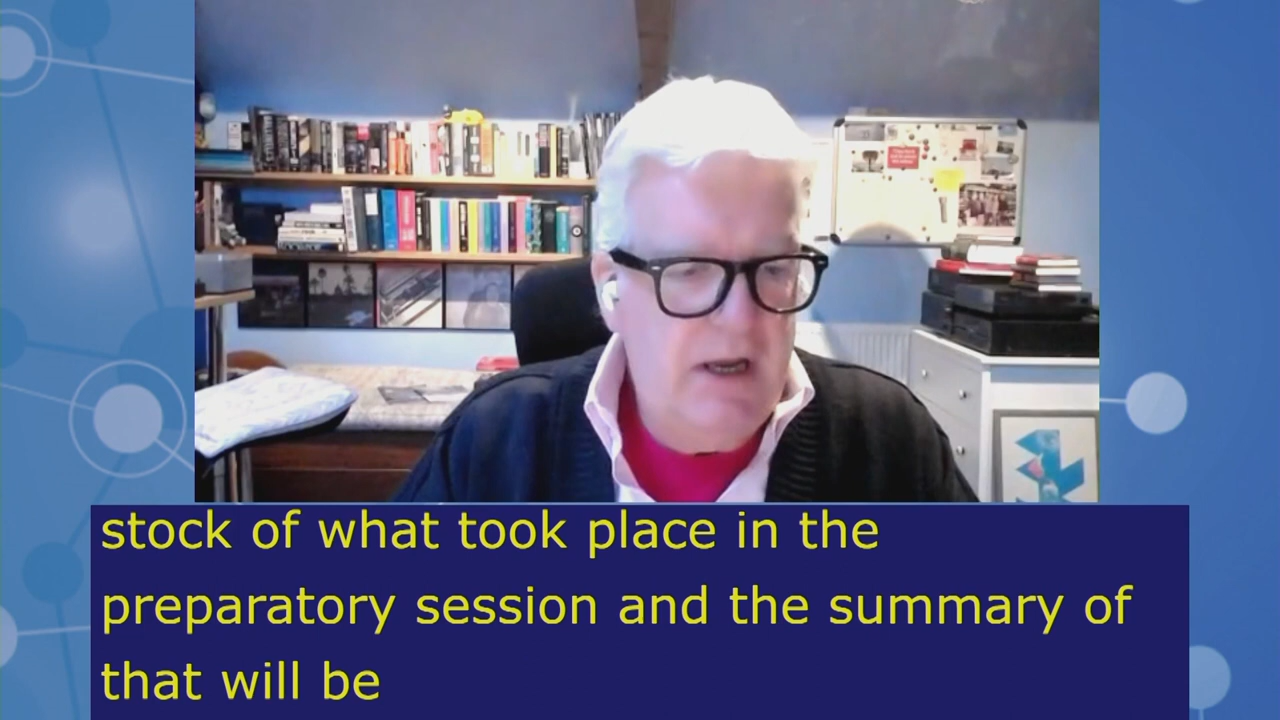 stock of what took place in the
preparatory session and the summary of
that will be